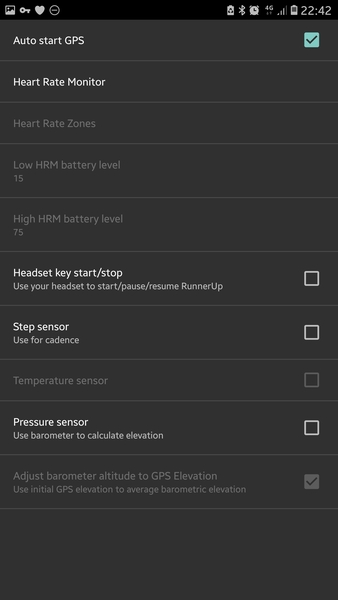 4G 22:42
Auto start GPS
Heart Rate Monitor
Heart Rate Zones
Low HRM battery level
15
High HRM battery level
75
Headset key start/stop
Use your headset to start/pause/resume RunnerUp
Step sensor
Use for cadence
Temperature sensor
Pressure sensor
Use barometer to calculate elevation
Adjust barometer altitude to GPS Elevation
Use initial GPS elevation to average barometric elevation